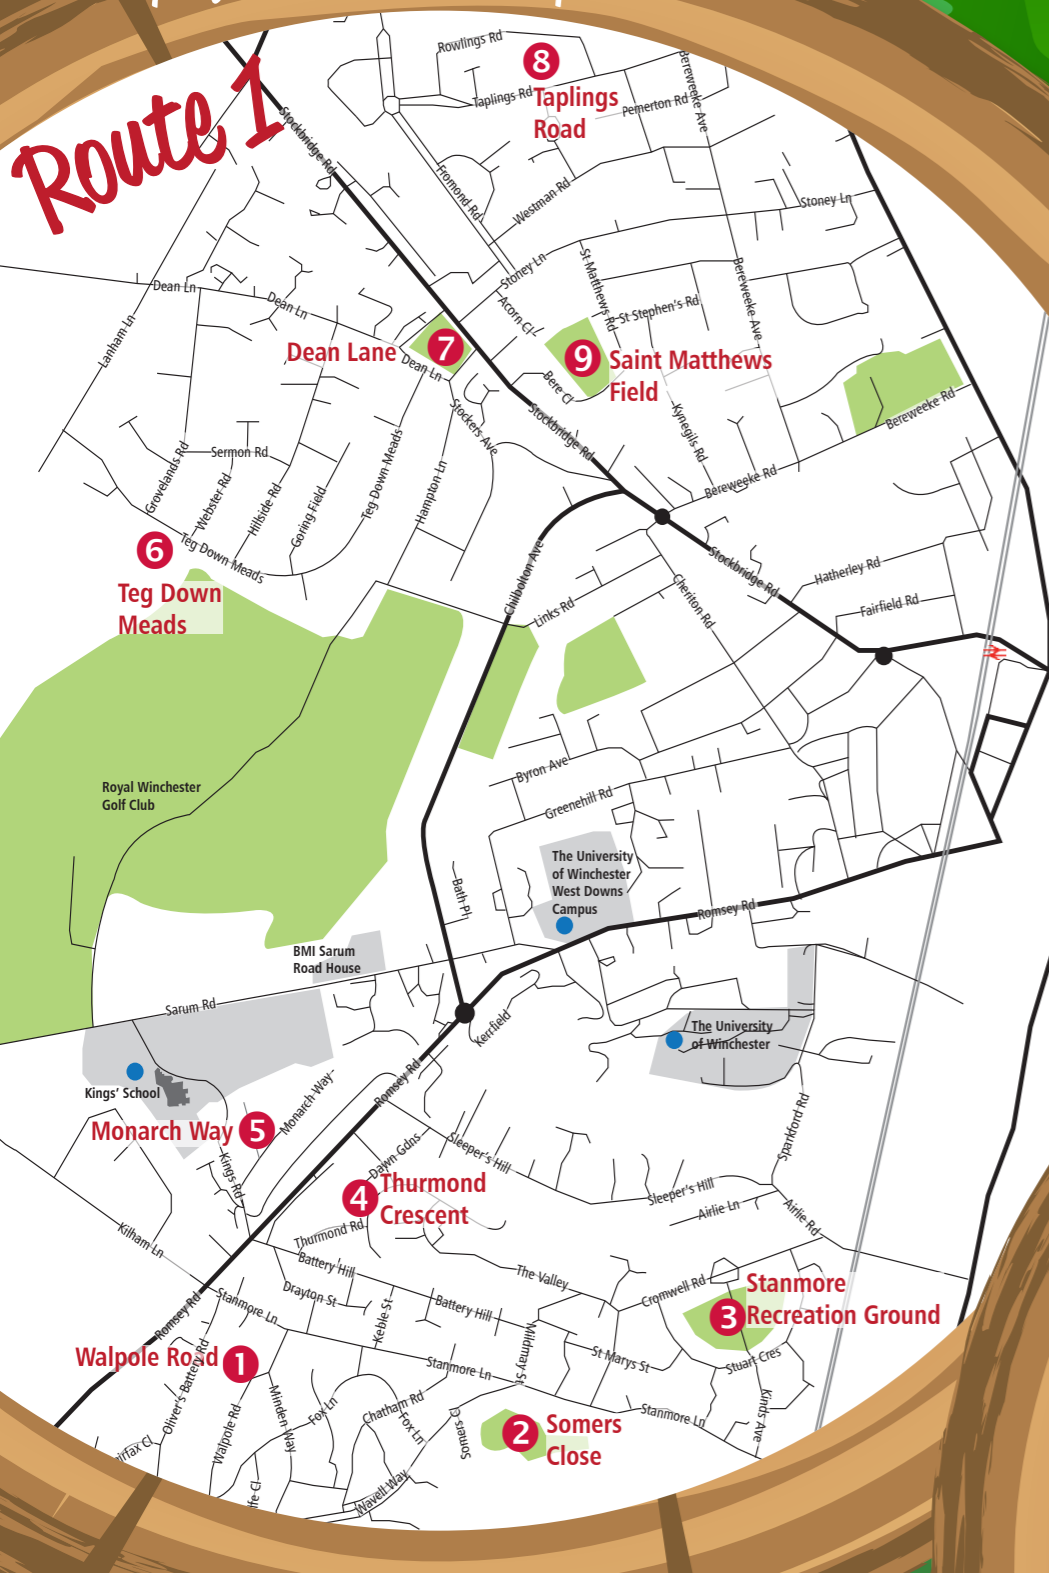 Route 1
Rowlings Rd
8
Taplings Rd
Taplings
Road
Pemerton Rd
Bereweeke Ave
Stockbridge Rd
Fromond Rd
Westman Rd
Stoney Ln
Stoney Ln
St Matthews Rd
Bereweeke Ave
Dean Ln
Dean Ln
Lanham Ln
Acorn Cl
St Stephen's Rd
Dean Lane
7
Dean Ln
9
Saint Matthews
Field
Bere Cl
Stockers Ave
Stockbridge Rd
Kynegils Rd
Bereweeke Rd
Bereweeke Rd
Sermon Rd
Grovelands Rd
Webster Rd
Hillside Rd
Goring Field
Teg Down Meads
Hampton Ln
6
Teg Down Meads
Teg Down
Meads
Chilbolton Ave
Links Rd
Cheriton Rd
Stockbridge Rd
Hatherley Rd
Fairfield Rd
Royal Winchester
Golf Club
Byron Ave
Greenehill Rd
The University
of Winchester
West Downs
Campus
Bath Pl
Romsey Rd
BMI Sarum
Road House
Sarum Rd
Kerrfield
The University
of Winchester
Kings' School
Romsey Rd
Monarch Way
Monarch Way
5
Kings Rd
Dawn Gdns
Sleeper's Hill
Sparkford Rd
4
Thurmond
Crescent
Sleeper's Hill
Airlie Ln
Airlie Rd
Thurmond Rd
Kilham Ln
Battery Hill
The Valley
Cromwell Rd
Stanmore
Recreation Ground
3
Drayton St
Battery Hill
Stanmore Ln
Romsey Rd
Keble St
Mildmay St
Walpole Road
1
Oliver's Battery Rd
Stanmore Ln
St Marys St
Stuart Cres
Walpole Rd
Minden Way
Fox Ln
Chatham Rd
Fox Ln
Somers C
2
Somers
Close
Stanmore Ln
Kinds Ave
irfax Cl
fe Cl
Wavell Way